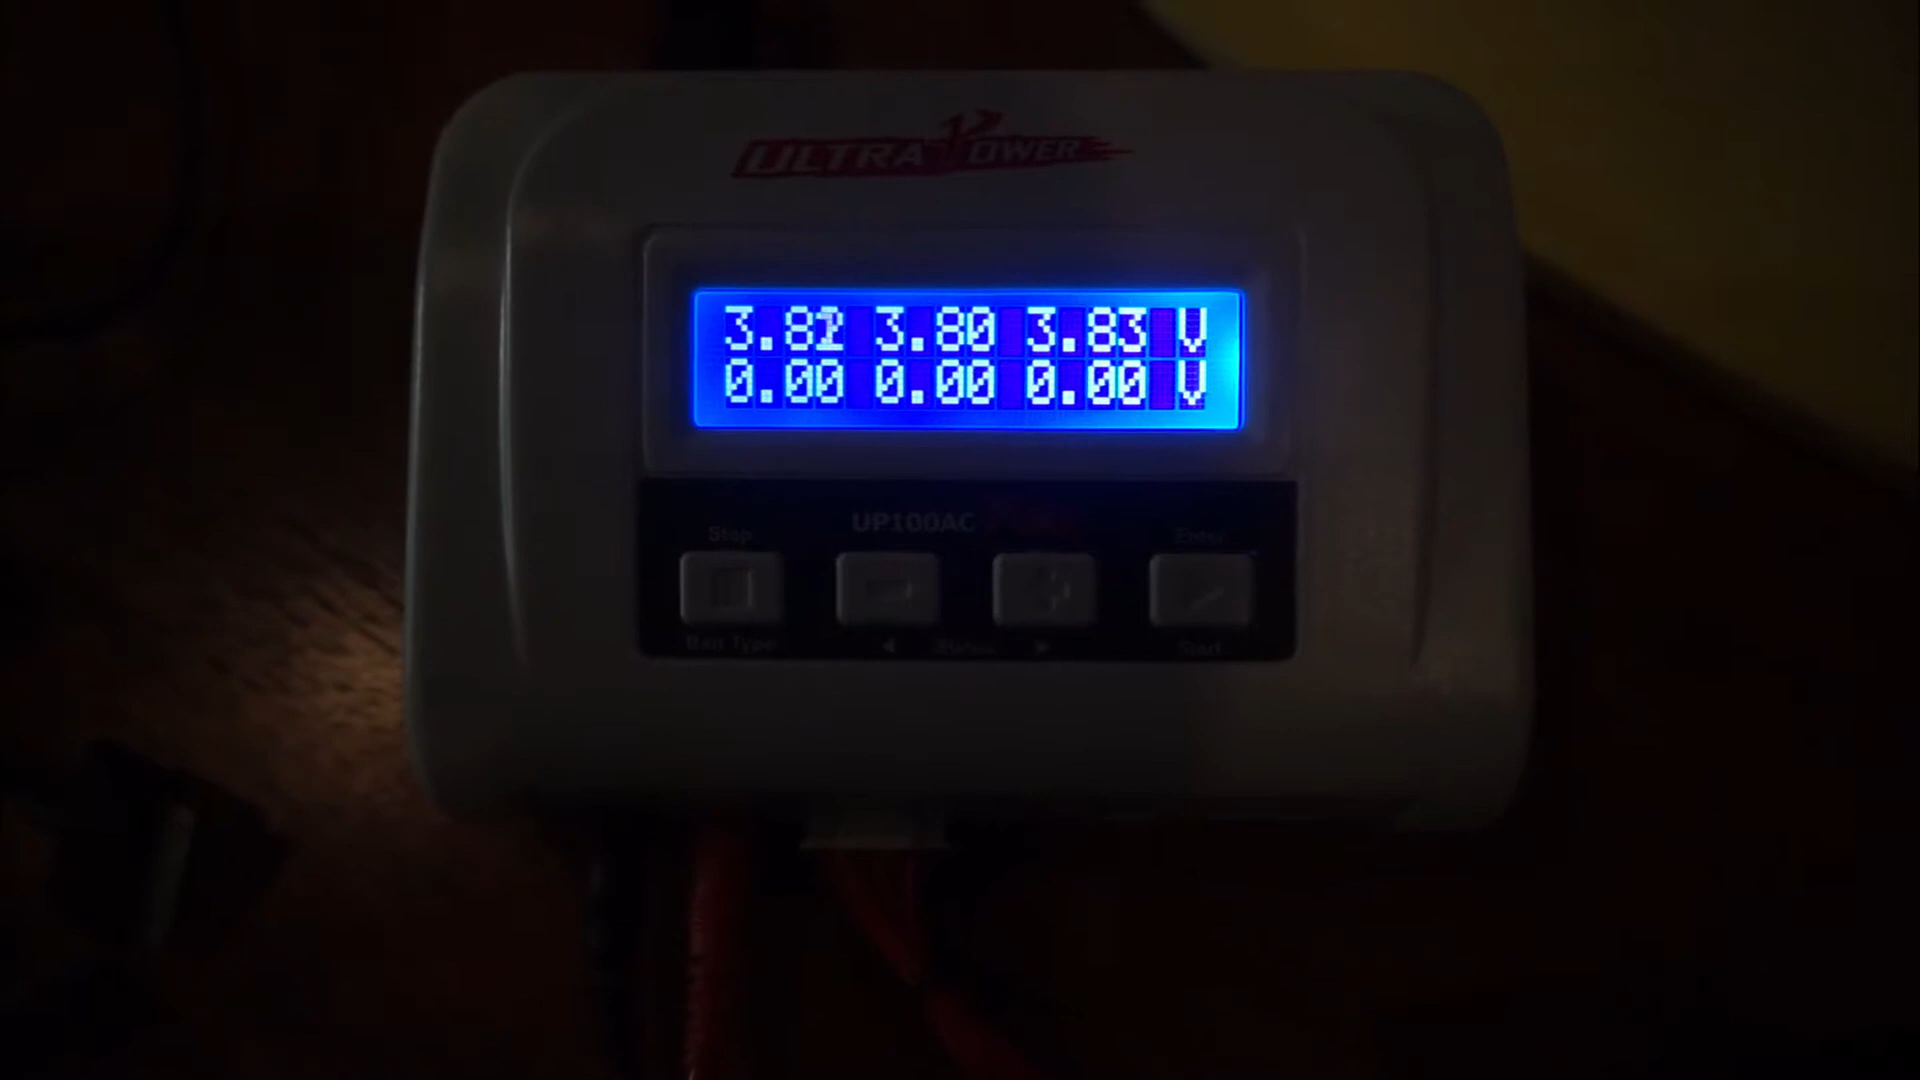 ULTRA POWER
3.82 3.80 3.83 V
0.00 0.00 0.00 V
UP100AC
Stop
Enter
Batt Type
Status
Start